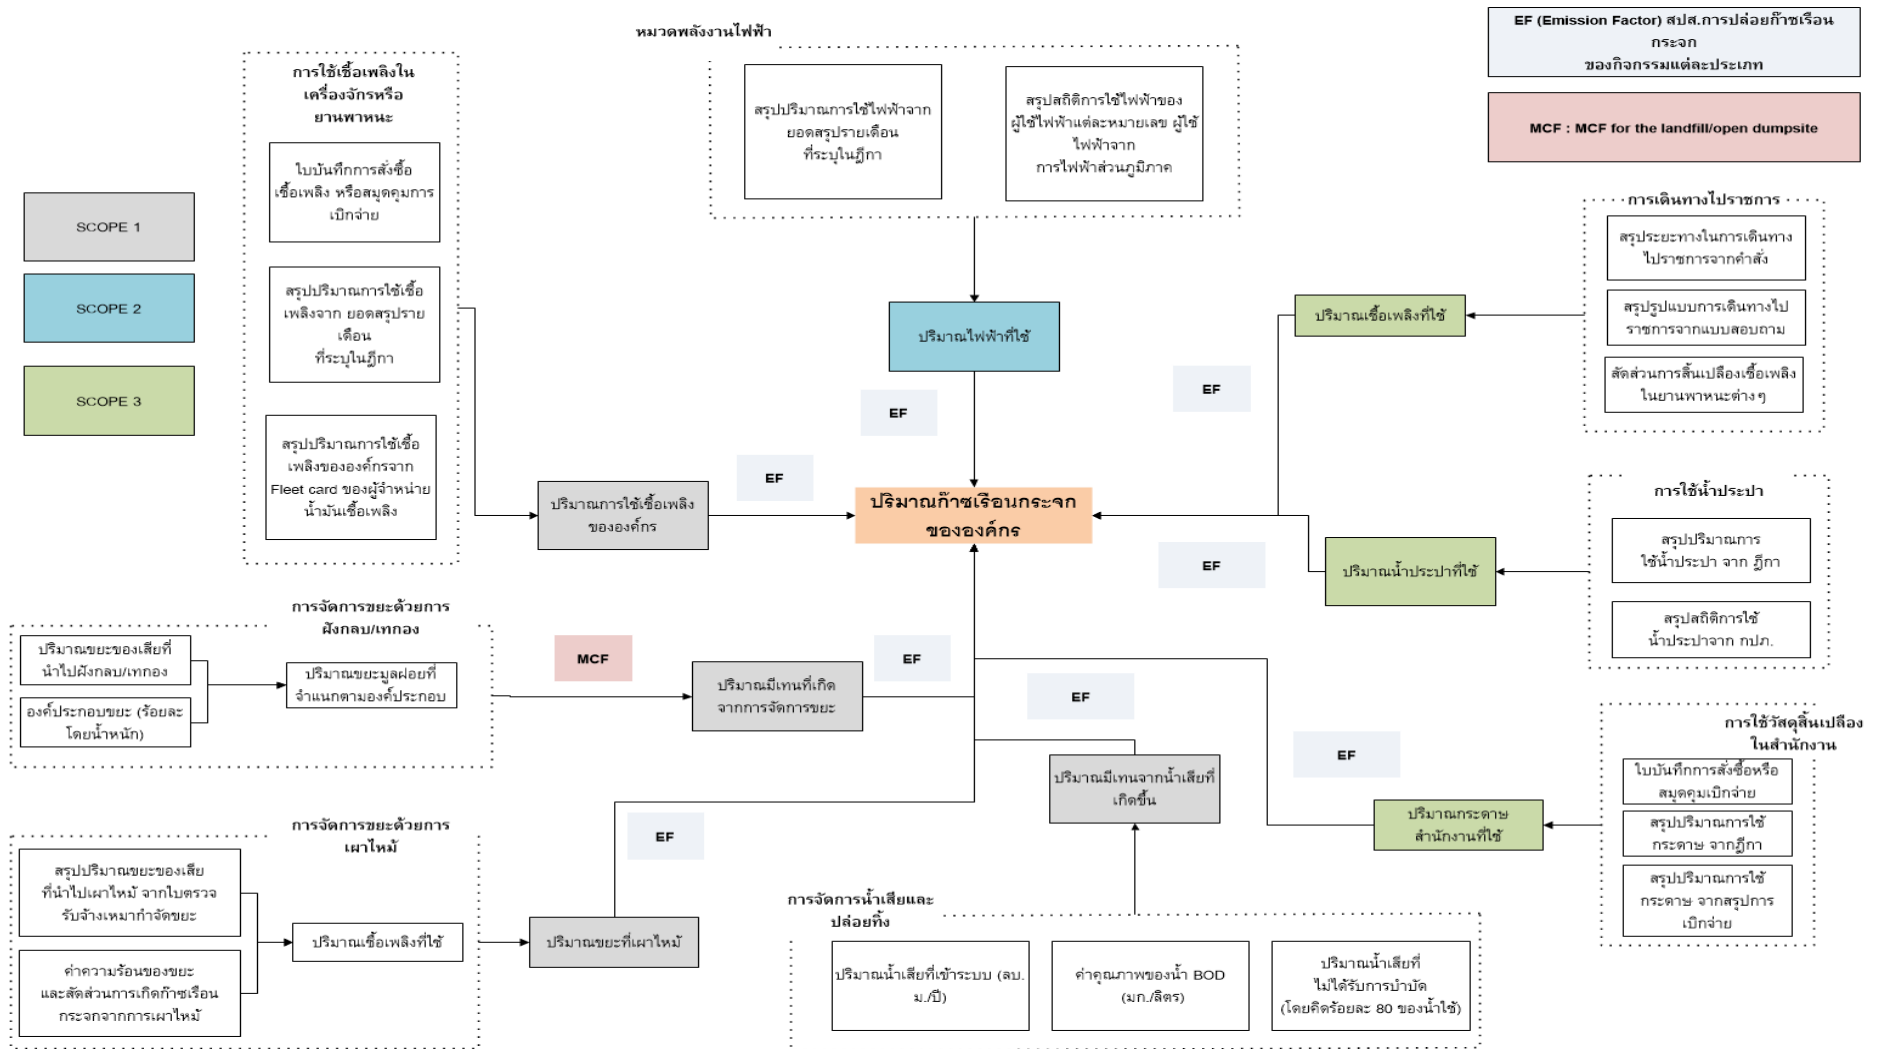 EF (Emission Factor) สปส.การปล่อยก๊าซเรือน
กระจก
ของกิจกรรมแต่ละประเภท
MCF : MCF for the landfill/open dumpsite
SCOPE 1
SCOPE 2
SCOPE 3
การใช้เชื้อเพลิงใน
เครื่องจักรหรือ
ยานพาหนะ
ใบบันทึกการสั่งซื้อ
เชื้อเพลิง หรือสมุดคุมการ
เบิกจ่าย
สรุปปริมาณการใช้เชื้อ
เพลิงจาก ยอดสรุปราย
เดือน
ที่ระบุในฎีกา
สรุปปริมาณการใช้เชื้อ
เพลิงขององค์กรจาก
Fleet card ของผู้จำหน่าย
น้ำมันเชื้อเพลิง
หมวดพลังงานไฟฟ้า
สรุปปริมาณการใช้ไฟฟ้าจาก
ยอดสรุปรายเดือน
ที่ระบุในฎีกา
สรุปสถิติการใช้ไฟฟ้าของ
ผู้ใช้ไฟฟ้าแต่ละหมายเลข ผู้ใช้
ไฟฟ้าจาก
การไฟฟ้าส่วนภูมิภาค
ปริมาณไฟฟ้าที่ใช้
EF
การเดินทางไปราชการ
สรุประยะทางในการเดินทาง
ไปราชการจากคำสั่ง
สรุปรูปแบบการเดินทางไป
ราชการจากแบบสอบถาม
สัดส่วนการสิ้นเปลืองเชื้อเพลิง
ในยานพาหนะต่างๆ
ปริมาณเชื้อเพลิงที่ใช้
EF
ปริมาณการใช้เชื้อเพลิง
ขององค์กร
EF
ปริมาณก๊าซเรือนกระจก
ขององค์กร
การใช้น้ำประปา
สรุปปริมาณการ
ใช้น้ำประปา จาก ฎีกา
สรุปสถิติการใช้
น้ำประปาจาก กปภ.
ปริมาณน้ำประปาที่ใช้
EF
การจัดการขยะด้วยการ
ฝังกลบ/เทกอง
ปริมาณขยะของเสียที่
นำไปฝังกลบ/เทกอง
องค์ประกอบขยะ (ร้อยละ
โดยน้ำหนัก)
ปริมาณขยะมูลฝอยที่
จำแนกตามองค์ประกอบ
MCF
ปริมาณมีเทนที่เกิด
จากการจัดการขยะ
EF
EF
ปริมาณมีเทนจากน้ำเสียที่
เกิดขึ้น
EF
การใช้วัสดุสิ้นเปลือง
ในสำนักงาน
ใบบันทึกการสั่งซื้อหรือ
สมุดคุมเบิกจ่าย
สรุปปริมาณการใช้
กระดาษ จากฎีกา
สรุปปริมาณการใช้
กระดาษ จากสรุปการ
เบิกจ่าย
ปริมาณกระดาษ
สำนักงานที่ใช้
การจัดการขยะด้วยการ
เผาไหม้
สรุปปริมาณขยะของเสีย
ที่นำไปเผาไหม้ จากใบตรวจ
รับจ้างเหมากำจัดขยะ
ค่าความร้อนของขยะ
และสัดส่วนการเกิดก๊าซเรือน
กระจกจากการเผาไหม้
ปริมาณเชื้อเพลิงที่ใช้
ปริมาณขยะที่เผาไหม้
EF
การจัดการน้ำเสียและ
ปล่อยทิ้ง
ปริมาณน้ำเสียที่เข้าระบบ (ลบ.
ม./ปี)
ค่าคุณภาพของน้ำ BOD
(มก./ลิตร)
ปริมาณน้ำเสียที่
ไม่ได้รับการบำบัด
(โดยคิดร้อยละ 80 ของน้ำใช้)